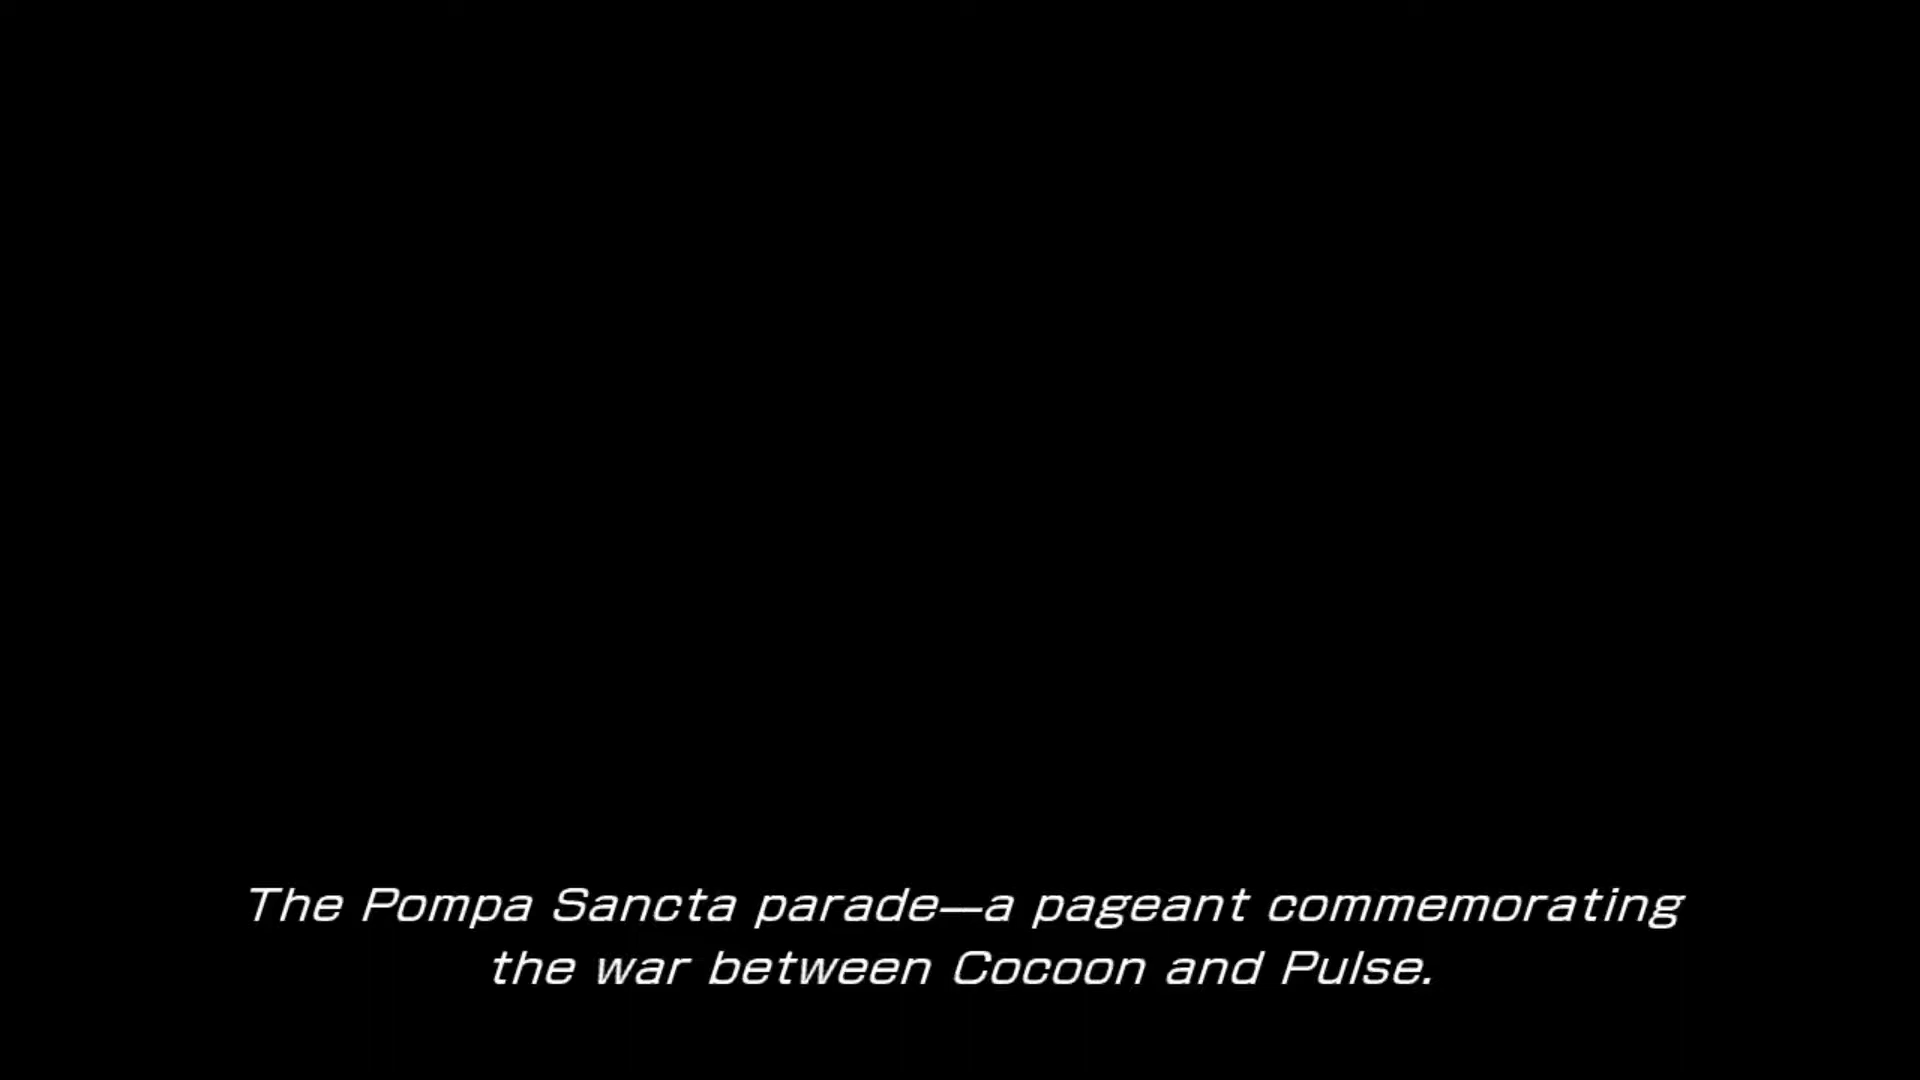 The Pompa Sancta parade—a pageant commemorating
the war between Cocoon and Pulse.